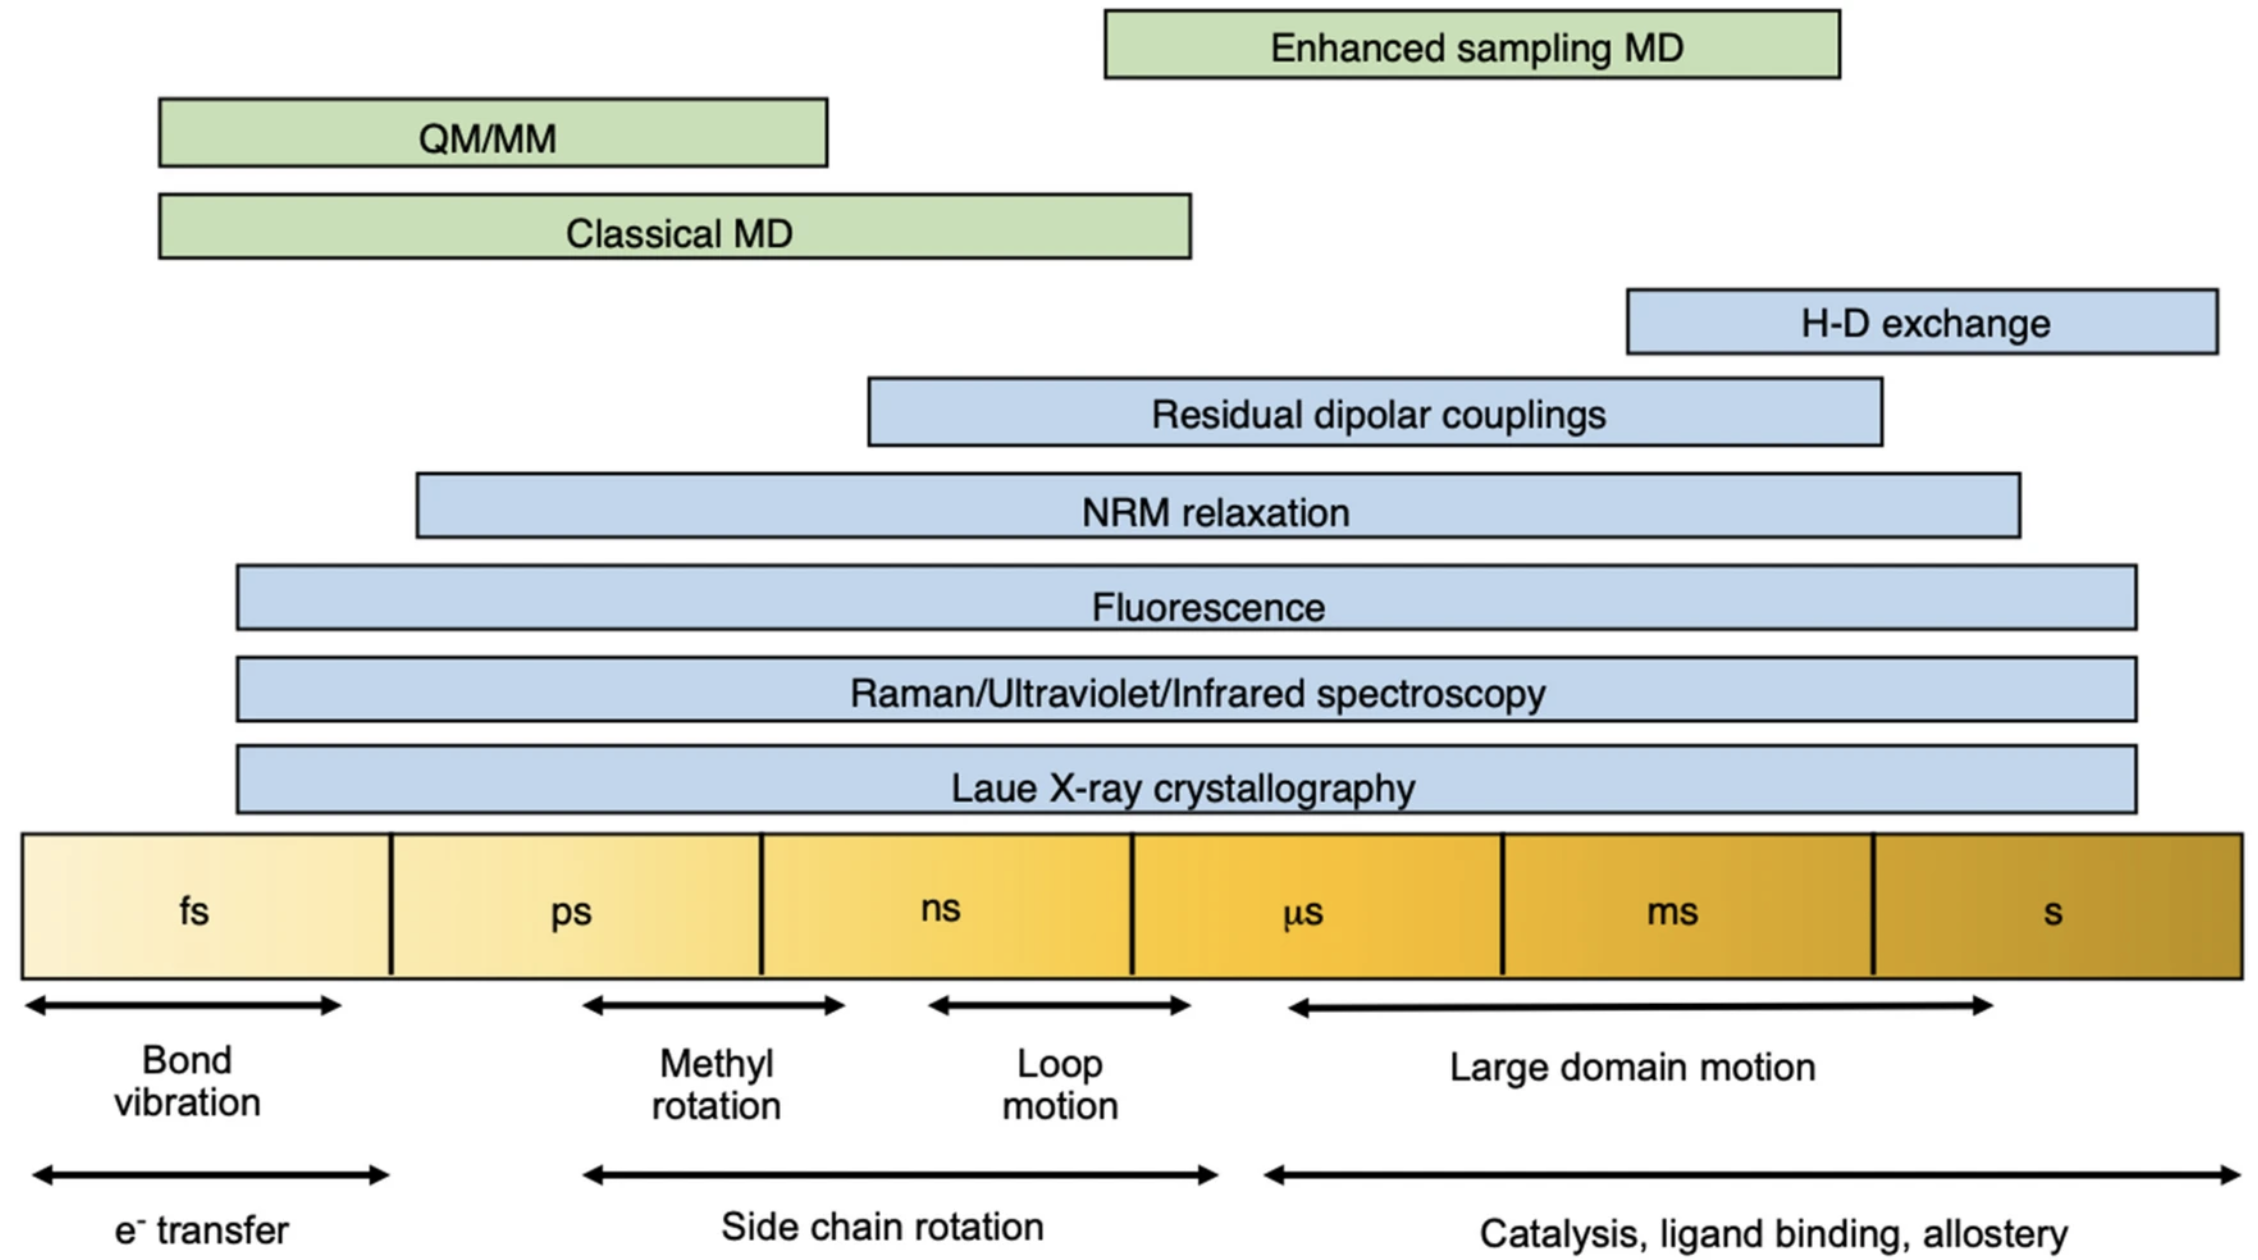 Enhanced sampling MD
QM/MM
Classical MD
H-D exchange
Residual dipolar couplings
NRM relaxation
Fluorescence
Raman/Ultraviolet/Infrared spectroscopy
Laue X-ray crystallography
fs ps ns μs ms s
Bond
vibration
Methyl
rotation
Loop
motion
Large domain motion
e⁻ transfer
Side chain rotation
Catalysis, ligand binding, allostery